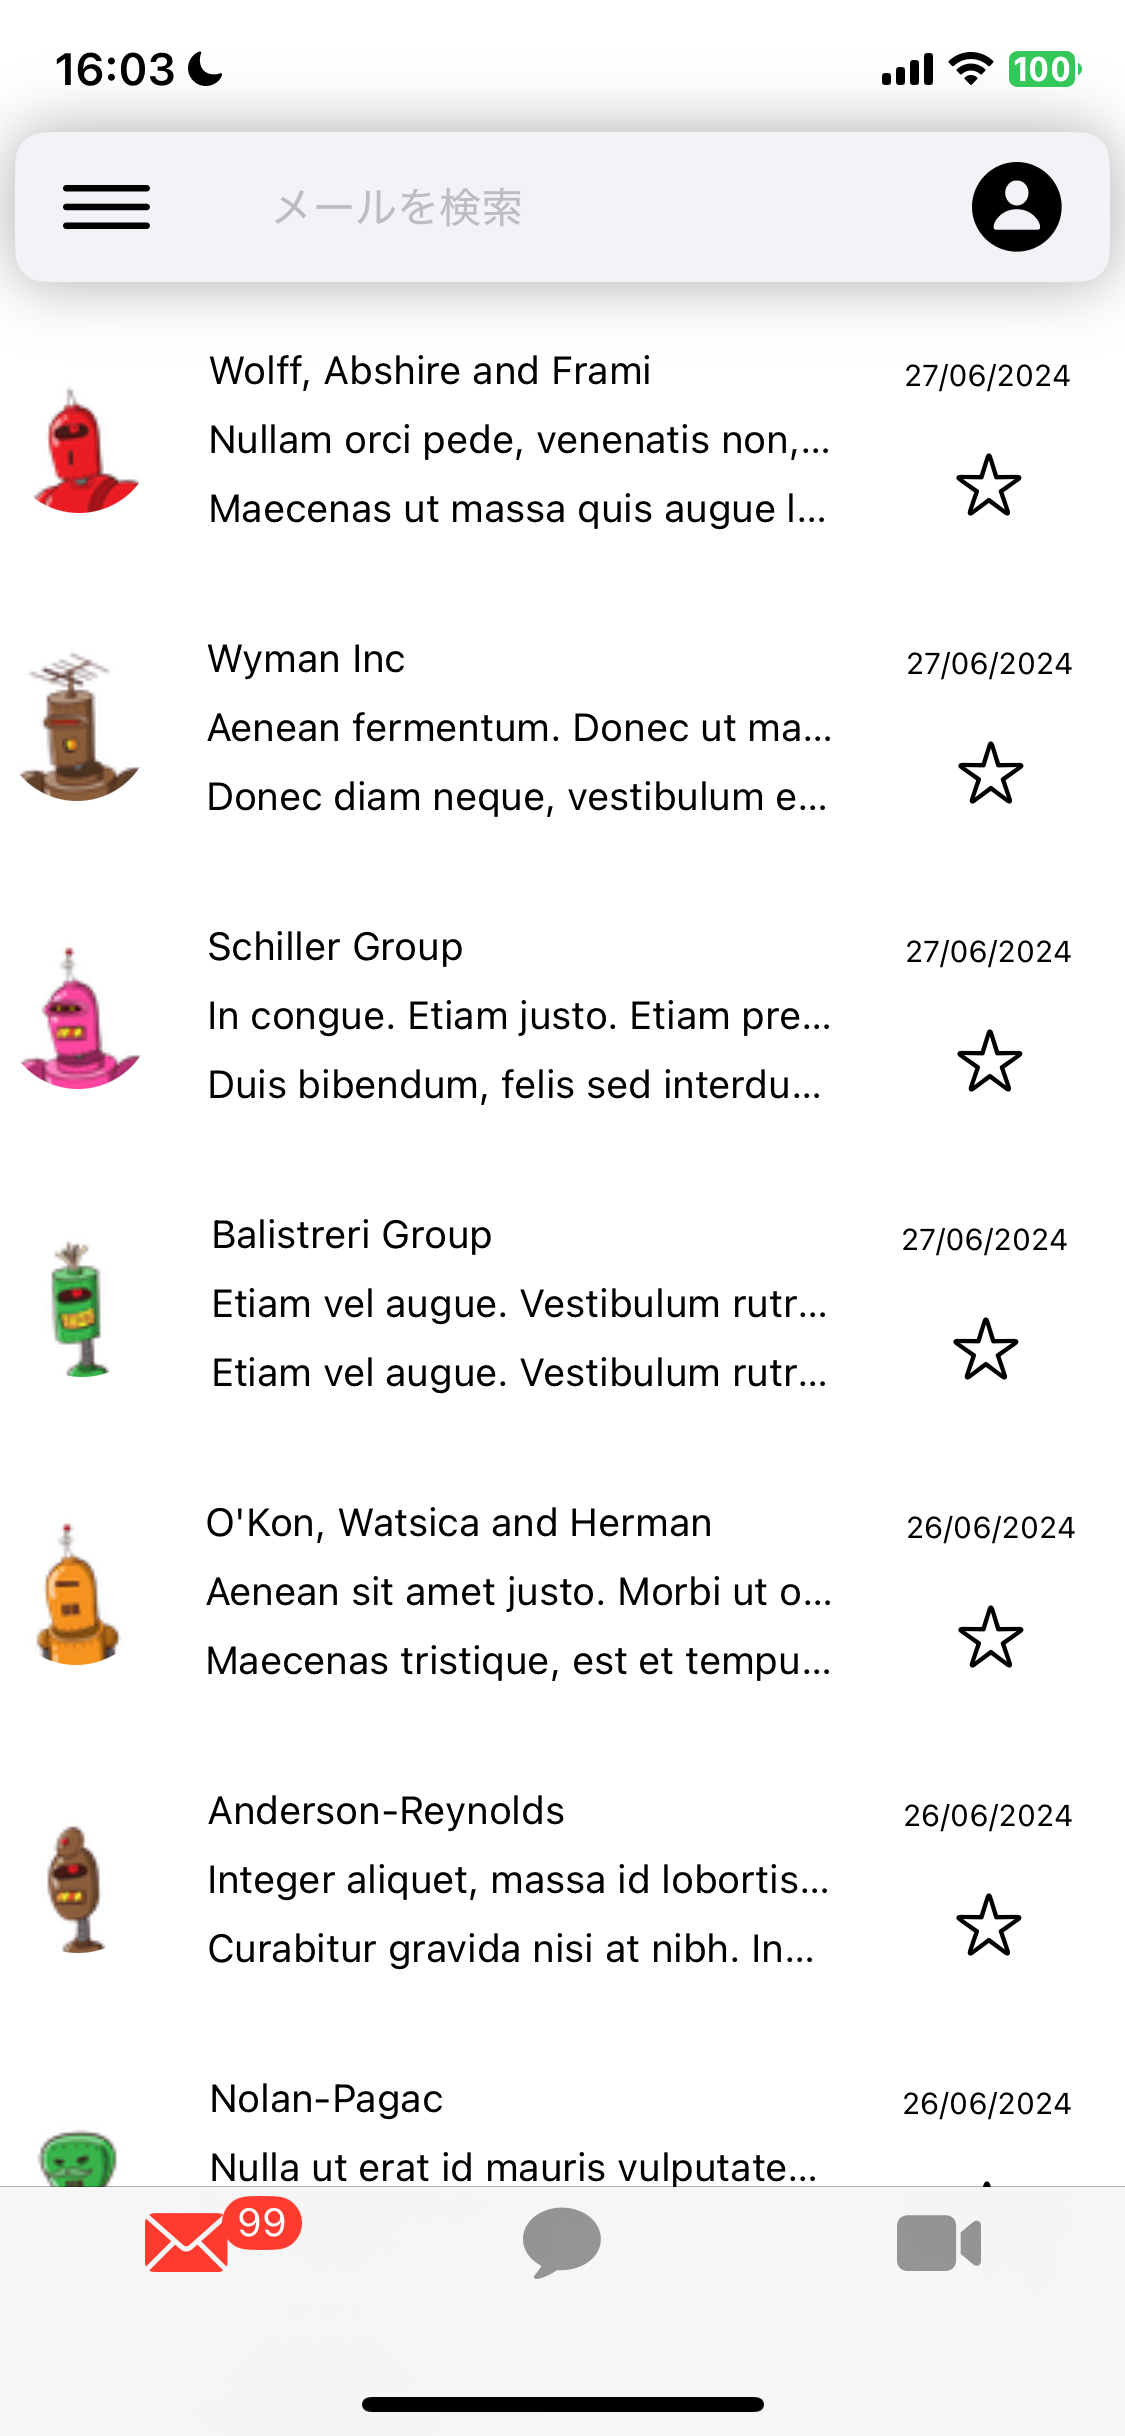 16:03
100
メールを検索
Wolff, Abshire and Frami
27/06/2024
Nullam orci pede, venenatis non,...
Maecenas ut massa quis augue l...
Wyman Inc
27/06/2024
Aenean fermentum. Donec ut ma...
Donec diam neque, vestibulum e...
Schiller Group
27/06/2024
In congue. Etiam justo. Etiam pre...
Duis bibendum, felis sed interdu...
Balistreri Group
27/06/2024
Etiam vel augue. Vestibulum rutr...
Etiam vel augue. Vestibulum rutr...
O'Kon, Watsica and Herman
26/06/2024
Aenean sit amet justo. Morbi ut o...
Maecenas tristique, est et tempu...
Anderson-Reynolds
26/06/2024
Integer aliquet, massa id lobortis...
Curabitur gravida nisi at nibh. In...
Nolan-Pagac
26/06/2024
Nulla ut erat id mauris vulputate...
99